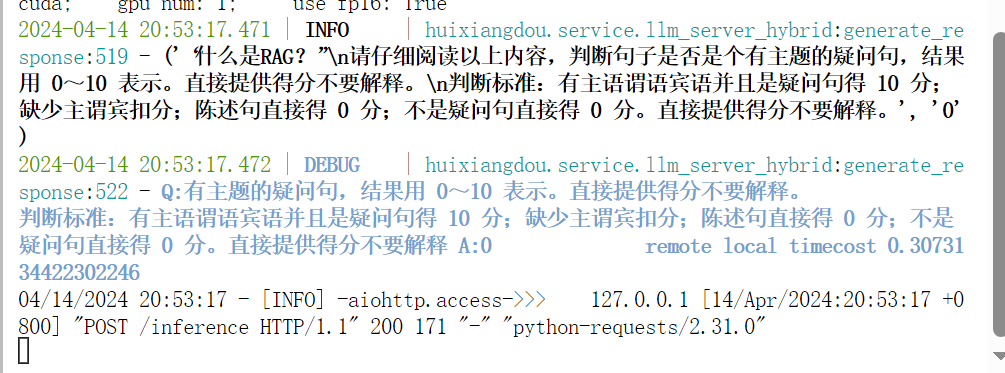 cuda;    gpu num: 1;    use fp16: True
2024-04-14 20:53:17.471 | INFO     | huixiangdou.service.llm_server_hybrid:generate_re
sponse:519 - ('“什么是RAG？”\n请仔细阅读以上内容，判断句子是否是个有主题的疑问句，结果
用 0～10 表示。直接提供得分不要解释。\n判断标准：有主语谓语宾语并且是疑问句得 10 分；
缺少主谓宾扣分；陈述句直接得 0 分；不是疑问句直接得 0 分。直接提供得分不要解释。', '0'
)
2024-04-14 20:53:17.472 | DEBUG    | huixiangdou.service.llm_server_hybrid:generate_re
sponse:522 - Q:有主题的疑问句，结果用 0～10 表示。直接提供得分不要解释。
判断标准：有主语谓语宾语并且是疑问句得 10 分；缺少主谓宾扣分；陈述句直接得 0 分；不是
疑问句直接得 0 分。直接提供得分不要解释 A:0            remote local timecost 0.30731
34422302246
04/14/2024 20:53:17 - [INFO] -aiohttp.access->>>    127.0.0.1 [14/Apr/2024:20:53:17 +0
800] "POST /inference HTTP/1.1" 200 171 "-" "python-requests/2.31.0"